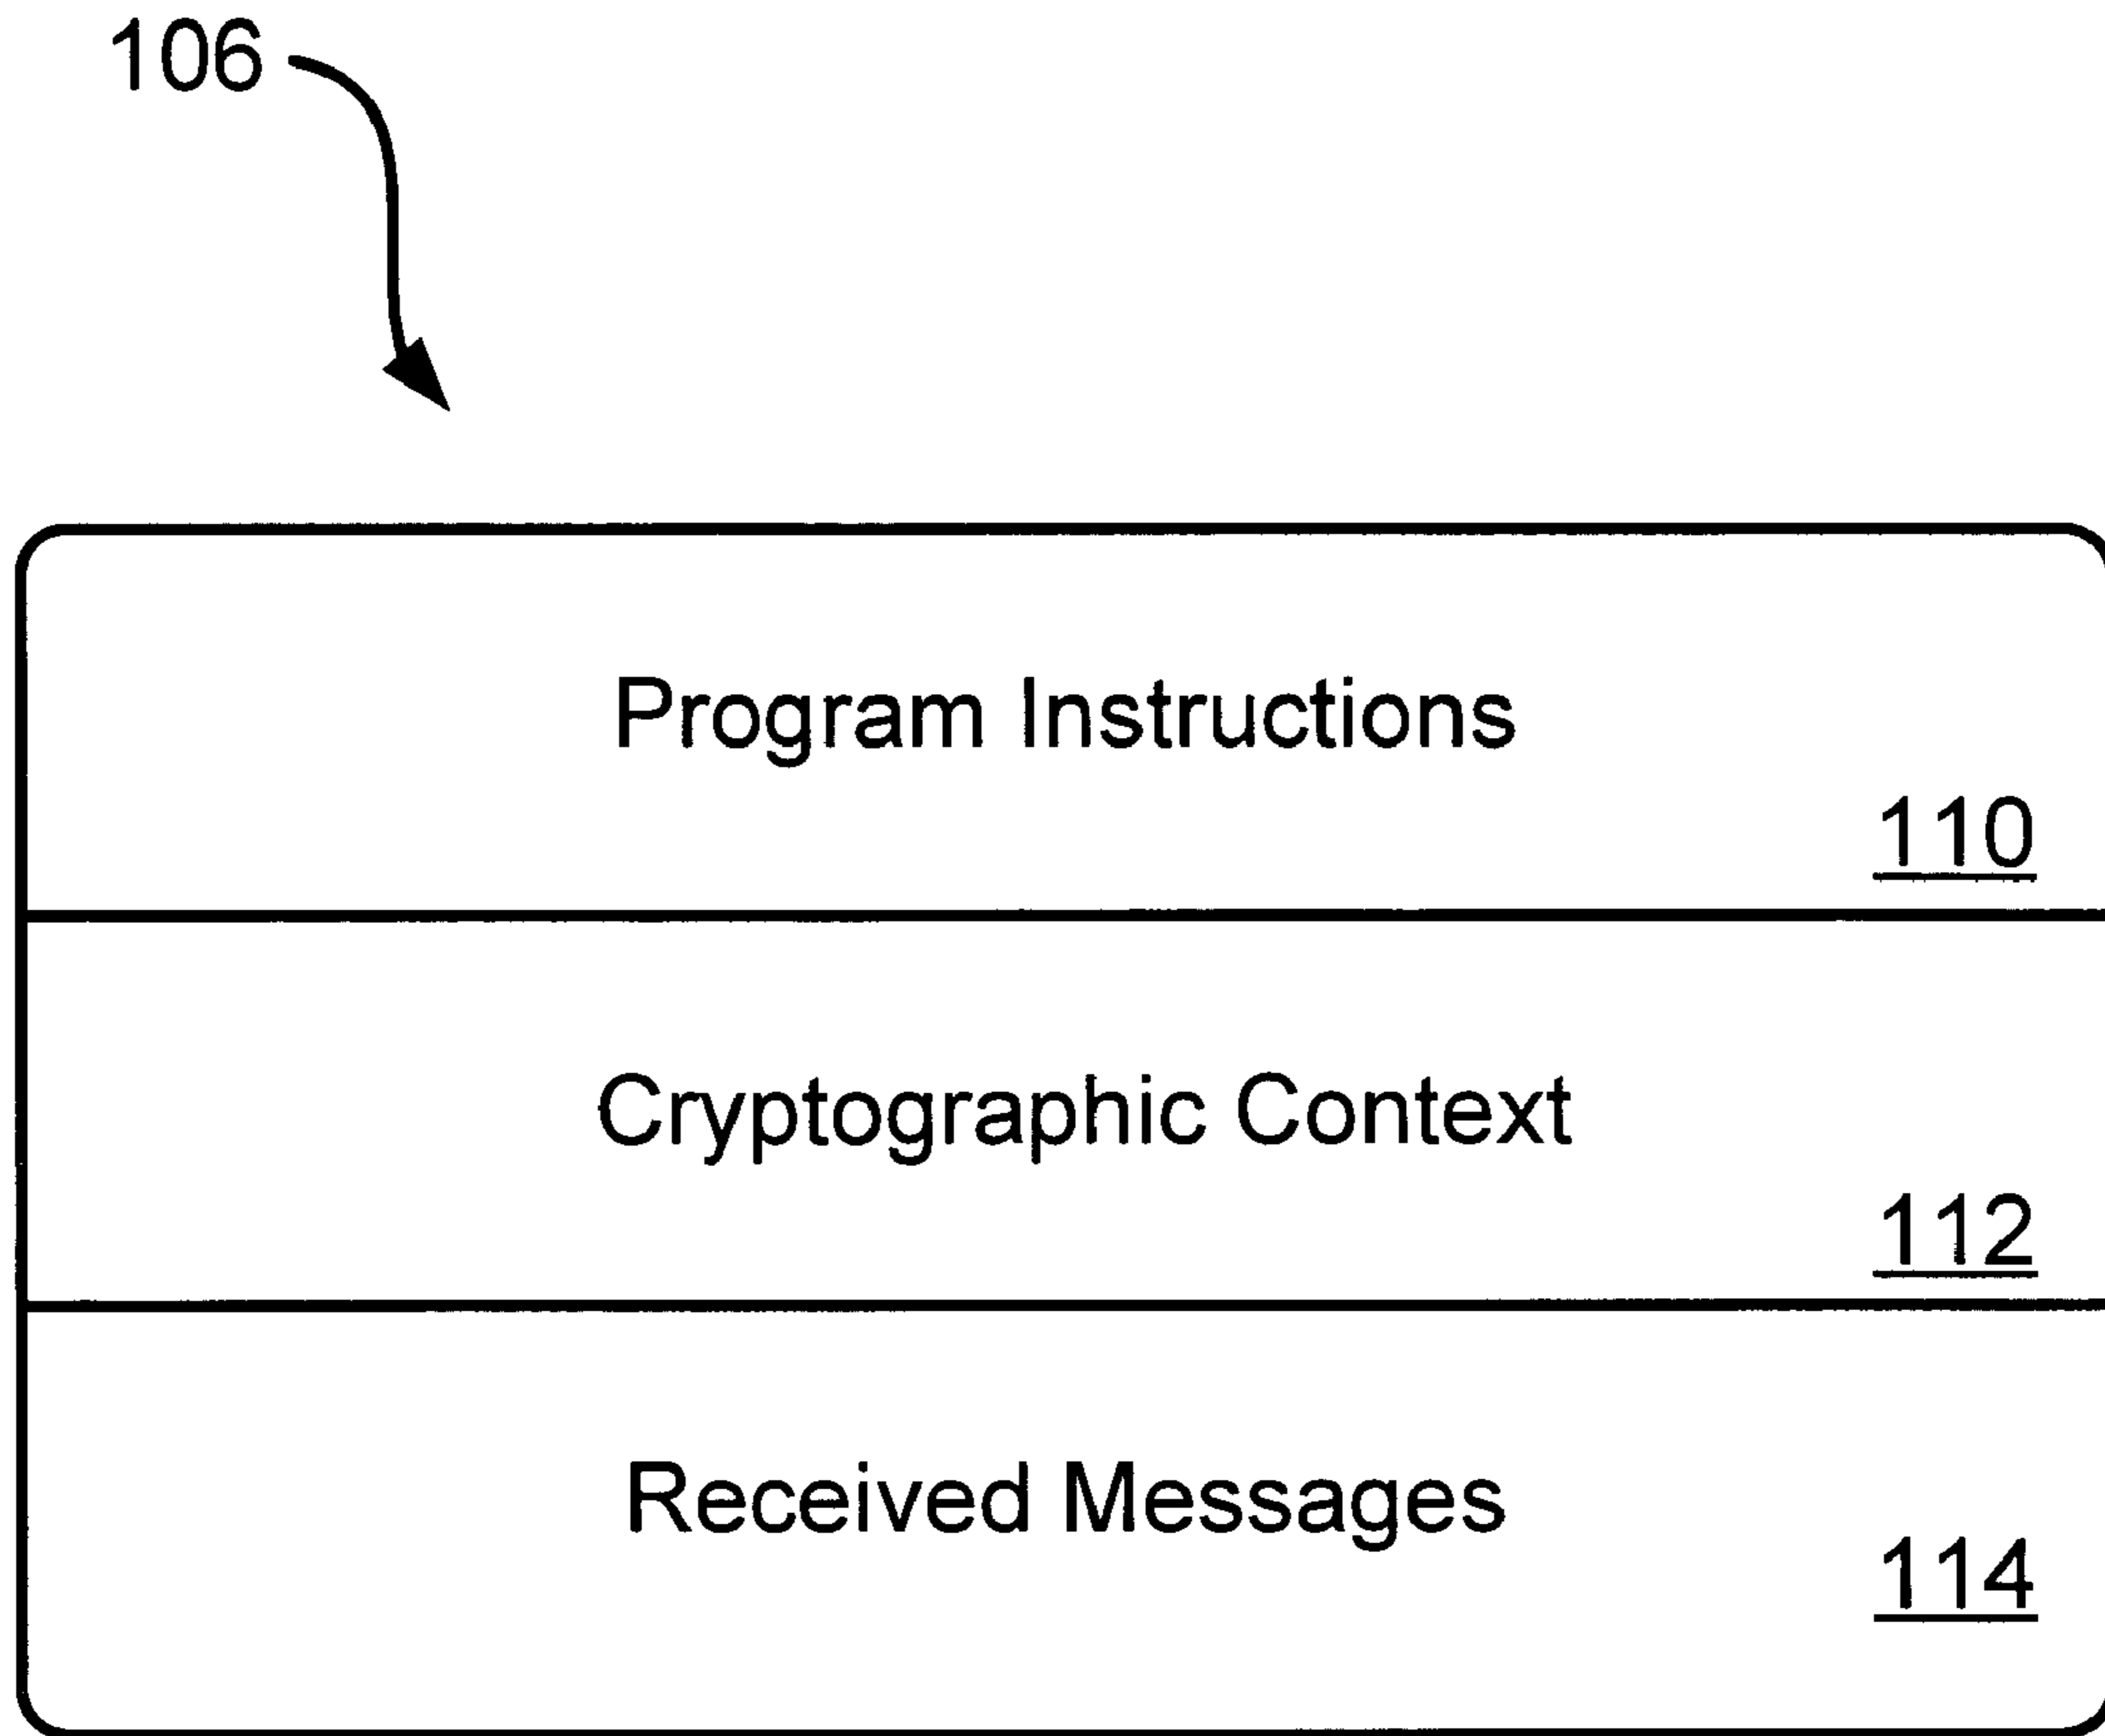 106
Program Instructions
110
Cryptographic Context
112
Received Messages
114